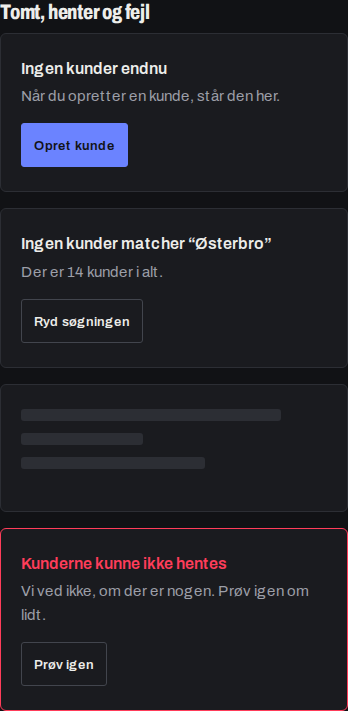 Tomt, henter og fejl
Ingen kunder endnu
Når du opretter en kunde, står den her.
Opret kunde
Ingen kunder matcher “Østerbro”
Der er 14 kunder i alt.
Ryd søgningen
Kunderne kunne ikke hentes
Vi ved ikke, om der er nogen. Prøv igen om
lidt.
Prøv igen